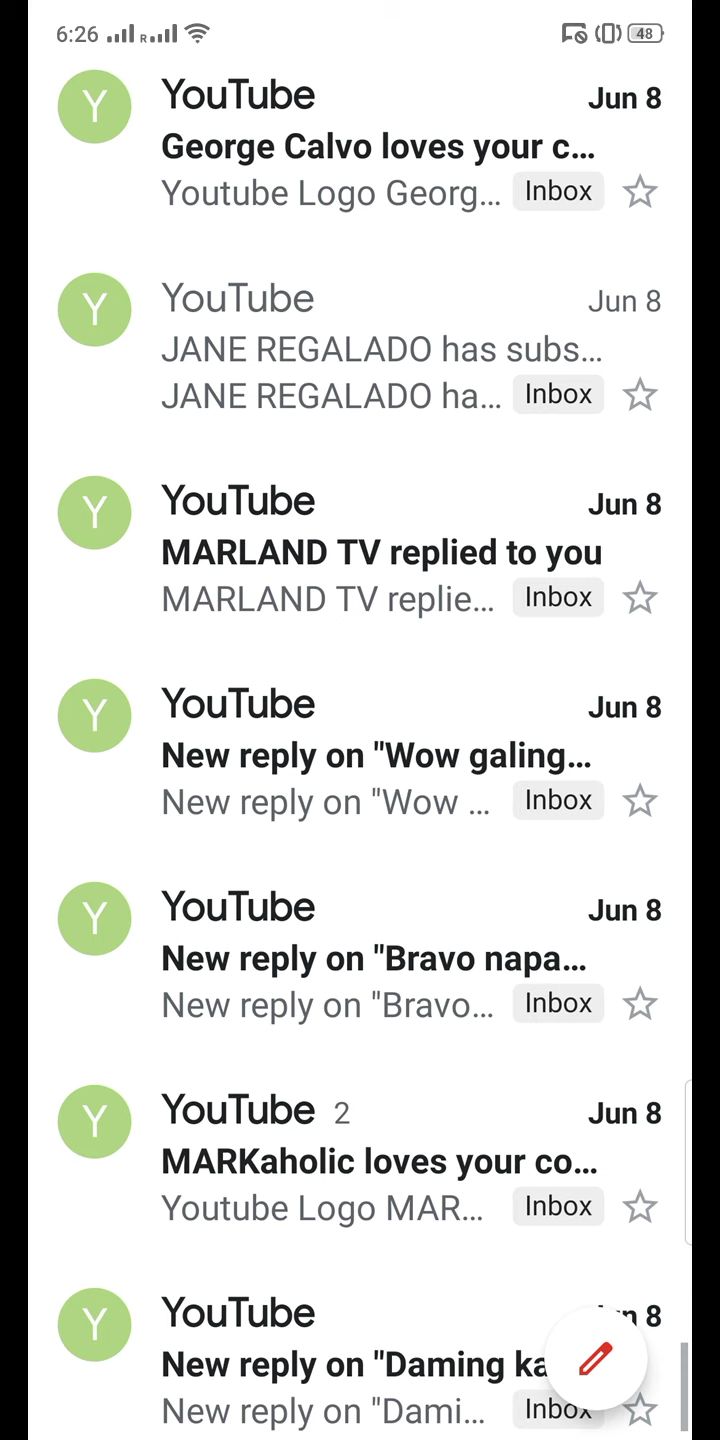 6:26
R
48
Y
YouTube
Jun 8
George Calvo loves your c...
Youtube Logo Georg...
Inbox
Y
YouTube
Jun 8
JANE REGALADO has subs...
JANE REGALADO ha...
Inbox
Y
YouTube
Jun 8
MARLAND TV replied to you
MARLAND TV replie...
Inbox
Y
YouTube
Jun 8
New reply on "Wow galing...
New reply on "Wow ...
Inbox
Y
YouTube
Jun 8
New reply on "Bravo napa...
New reply on "Bravo...
Inbox
Y
YouTube 2
Jun 8
MARKaholic loves your co...
Youtube Logo MAR...
Inbox
Y
YouTube
8
New reply on "Daming ka
New reply on "Dami...
Inbox